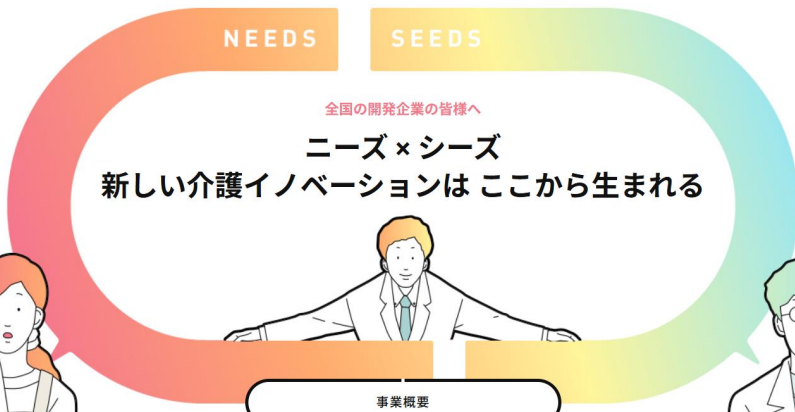 NEEDS SEEDS
全国の開発企業の皆様へ
ニーズ × シーズ
新しい介護イノベーションは ここから生まれる
事業概要